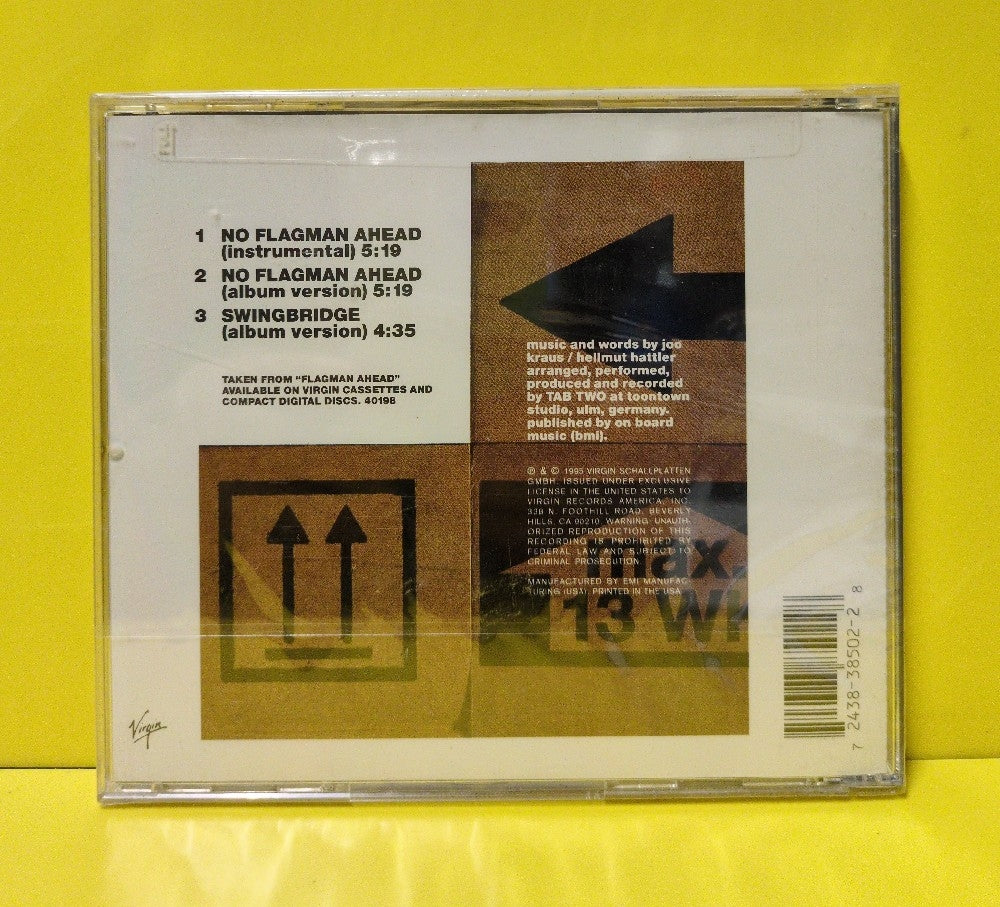 1 NO FLAGMAN AHEAD
(instrumental) 5:19
2 NO FLAGMAN AHEAD
(album version) 5:19
3 SWINGBRIDGE
(album version) 4:35
TAKEN FROM "FLAGMAN AHEAD"
AVAILABLE ON VIRGIN CASSETTES AND
COMPACT DIGITAL DISCS. 40198
music and words by joo
kraus / hellmut hattler
arranged, performed,
produced and recorded
by TAB TWO at toontown
studio, ulm, germany.
published by on board
music (bmi).
℗ & © 1995 VIRGIN SCHALLPLATTEN
GMBH. ISSUED UNDER EXCLUSIVE
LICENSE IN THE UNITED STATES TO
VIRGIN RECORDS AMERICA, INC.
338 N. FOOTHILL ROAD, BEVERLY
HILLS, CA 90210. WARNING: UNAUTH-
ORIZED REPRODUCTION OF THIS
RECORDING IS PROHIBITED BY
FEDERAL LAW AND SUBJECT TO
CRIMINAL PROSECUTION.
MANUFACTURED BY EMI MANUFAC-
TURING (USA). PRINTED IN THE USA.
max.
13 WI
Virgin
7 2438-38502-2 8